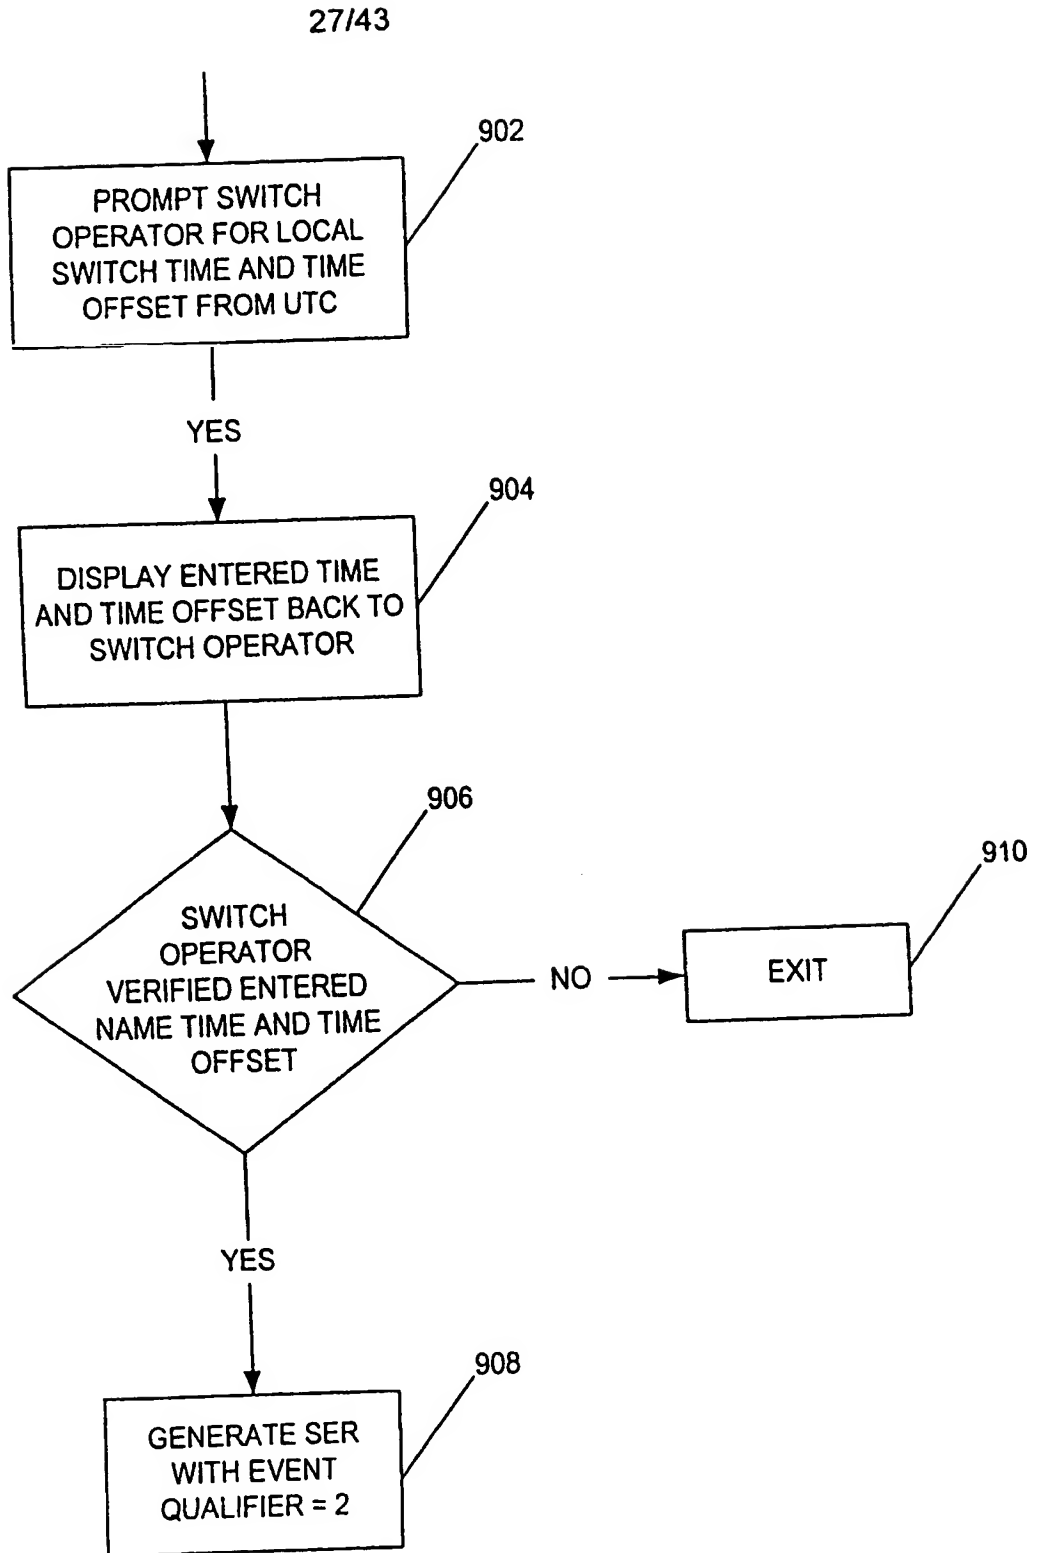 27/43
902
PROMPT SWITCH
OPERATOR FOR LOCAL
SWITCH TIME AND TIME
OFFSET FROM UTC
YES
904
DISPLAY ENTERED TIME
AND TIME OFFSET BACK TO
SWITCH OPERATOR
906
SWITCH
OPERATOR
VERIFIED ENTERED
NAME TIME AND TIME
OFFSET
NO
910
EXIT
YES
908
GENERATE SER
WITH EVENT
QUALIFIER = 2